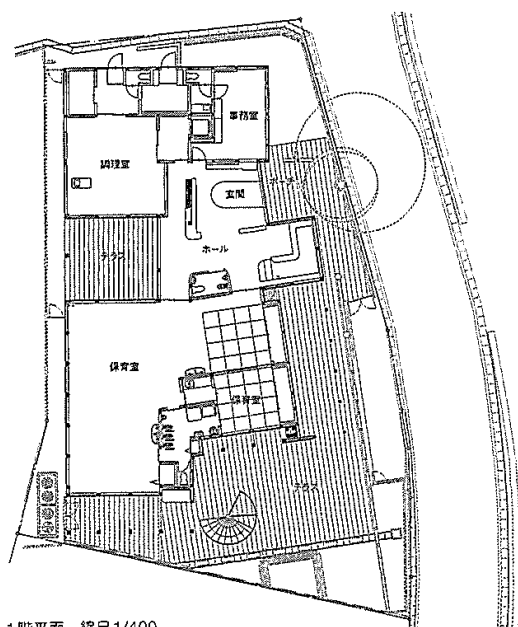 事務室
調理室
ポーチ
玄関
ホール
テラス
保育室
保育室
テラス
1階平面 縮尺1/400